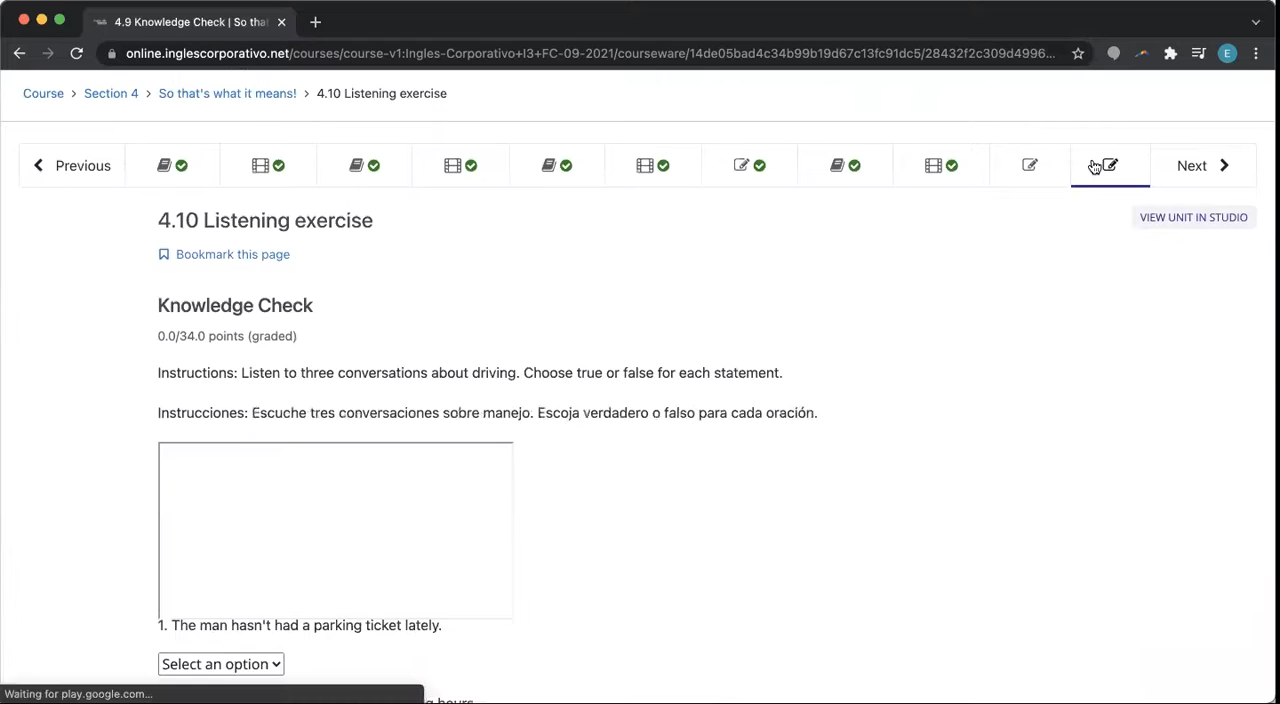 4.9 Knowledge Check | So tha
online.inglescorporativo.net/courses/course-v1:Ingles-Corporativo+I3+FC-09-2021/courseware/14de05bad4c34b99b19d67c13fc91dc5/28432f2c309d4996...
E
Course > Section 4 > So that's what it means! > 4.10 Listening exercise
Previous
Next
4.10 Listening exercise
VIEW UNIT IN STUDIO
Bookmark this page
Knowledge Check
0.0/34.0 points (graded)
Instructions: Listen to three conversations about driving. Choose true or false for each statement.
Instrucciones: Escuche tres conversaciones sobre manejo. Escoja verdadero o falso para cada oración.
1. The man hasn't had a parking ticket lately.
Select an option
Waiting for play.google.com...
hours.